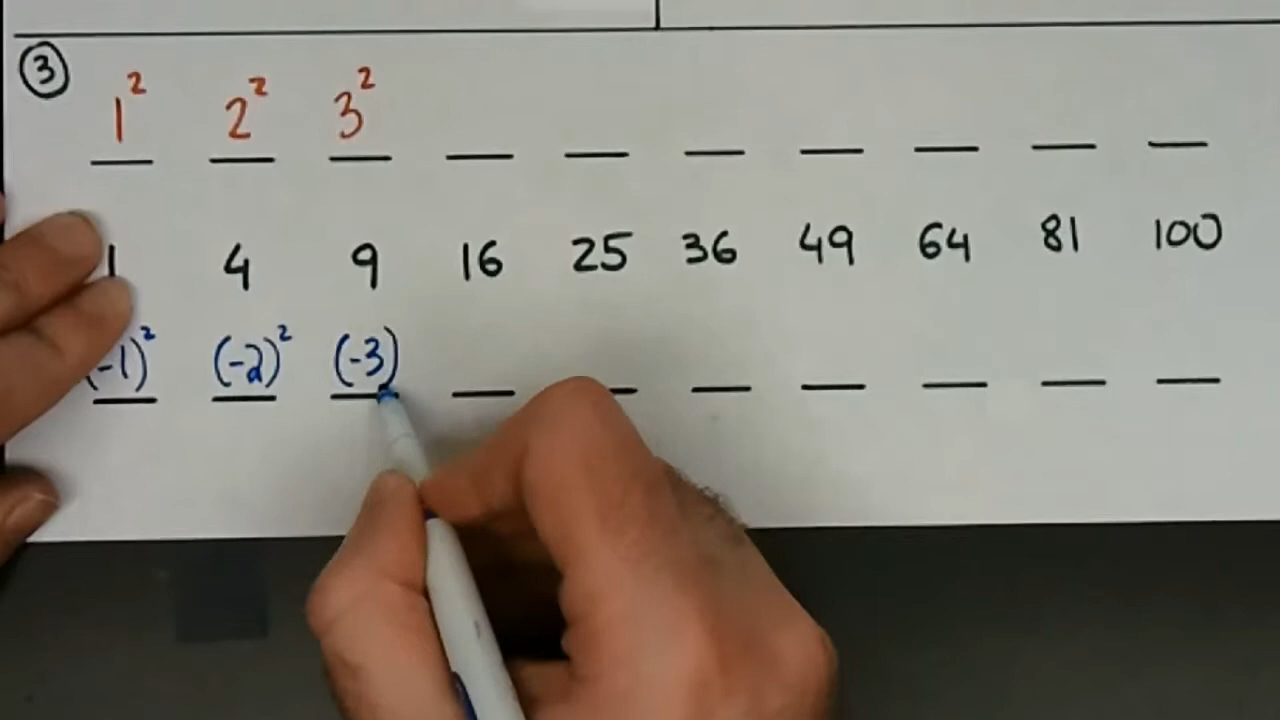 ③ 1² 2² 3²
1 4 9 16 25 36 49 64 81 100
(-1)² (-2)² (-3)